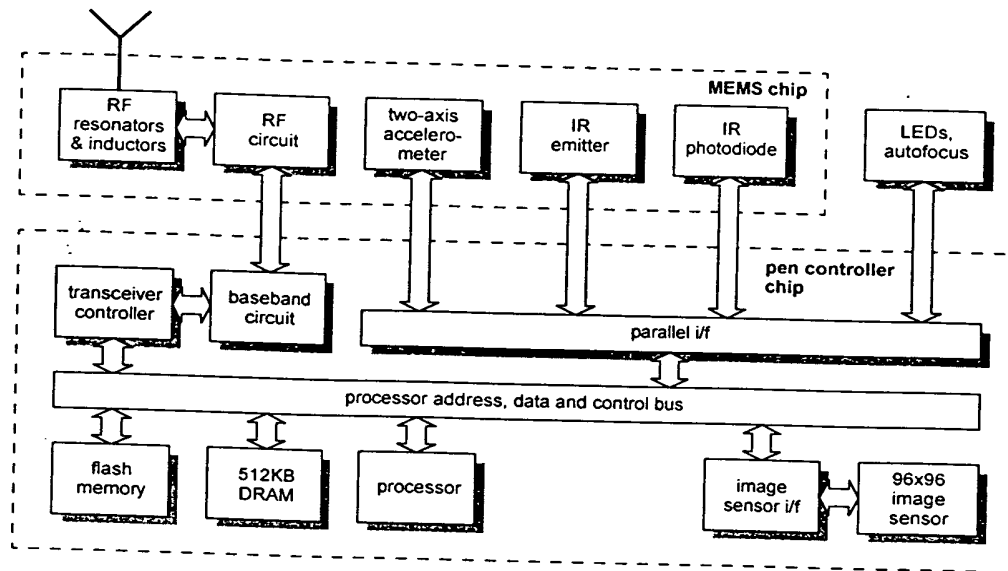 MEMS chip
RF
resonators
& inductors
RF
circuit
two-axis
accelero-
meter
IR
emitter
IR
photodiode
LEDs,
autofocus
pen controller
chip
transceiver
controller
baseband
circuit
parallel i/f
processor address, data and control bus
flash
memory
512KB
DRAM
processor
image
sensor i/f
96x96
image
sensor